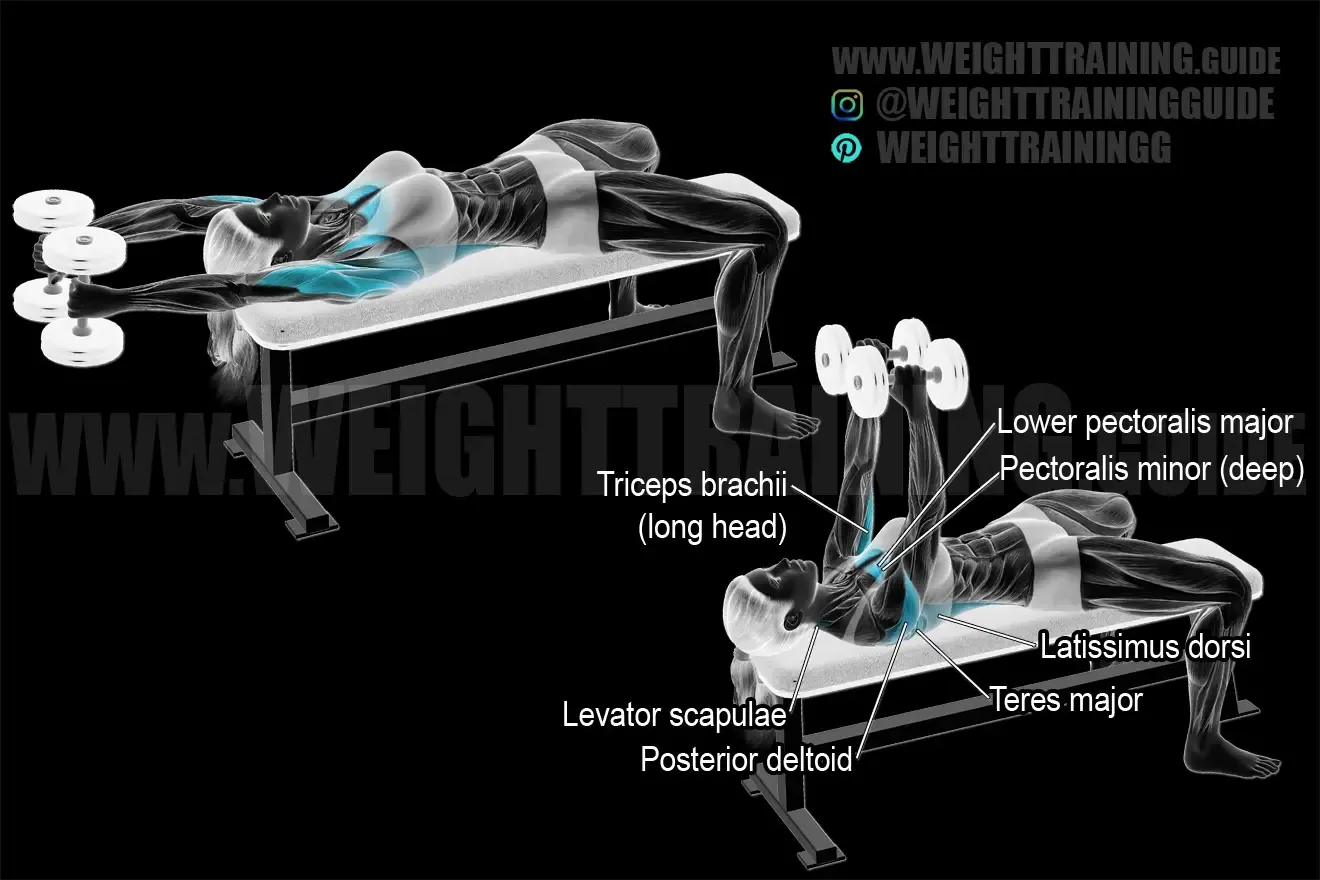 www.WEIGHTTRAINING.GUIDE
@WEIGHTTRAININGGUIDE
WEIGHTTRAININGG
www.WEIGHTTRAINING.GUIDE
Lower pectoralis major
Pectoralis minor (deep)
Triceps brachii
(long head)
Latissimus dorsi
Teres major
Levator scapulae
Posterior deltoid